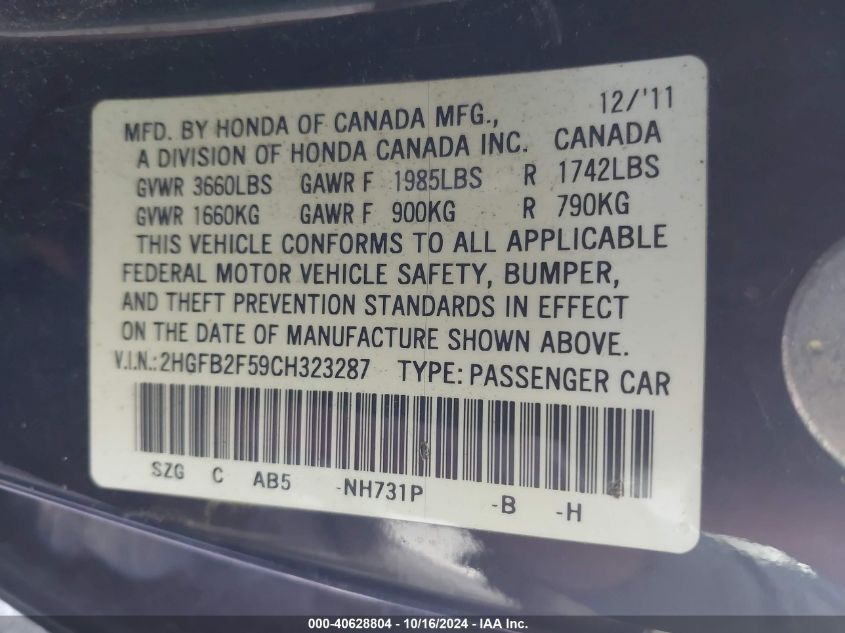 12/'11
MFD. BY HONDA OF CANADA MFG.,
A DIVISION OF HONDA CANADA INC. CANADA
GVWR 3660LBS GAWR F 1985LBS R 1742LBS
GVWR 1660KG GAWR F 900KG R 790KG
THIS VEHICLE CONFORMS TO ALL APPLICABLE
FEDERAL MOTOR VEHICLE SAFETY, BUMPER,
AND THEFT PREVENTION STANDARDS IN EFFECT
ON THE DATE OF MANUFACTURE SHOWN ABOVE.
V.I.N.:2HGFB2F59CH323287 TYPE: PASSENGER CAR
SZG C AB5 -NH731P -B -H
000-40628804 - 10/16/2024 - IAA Inc.